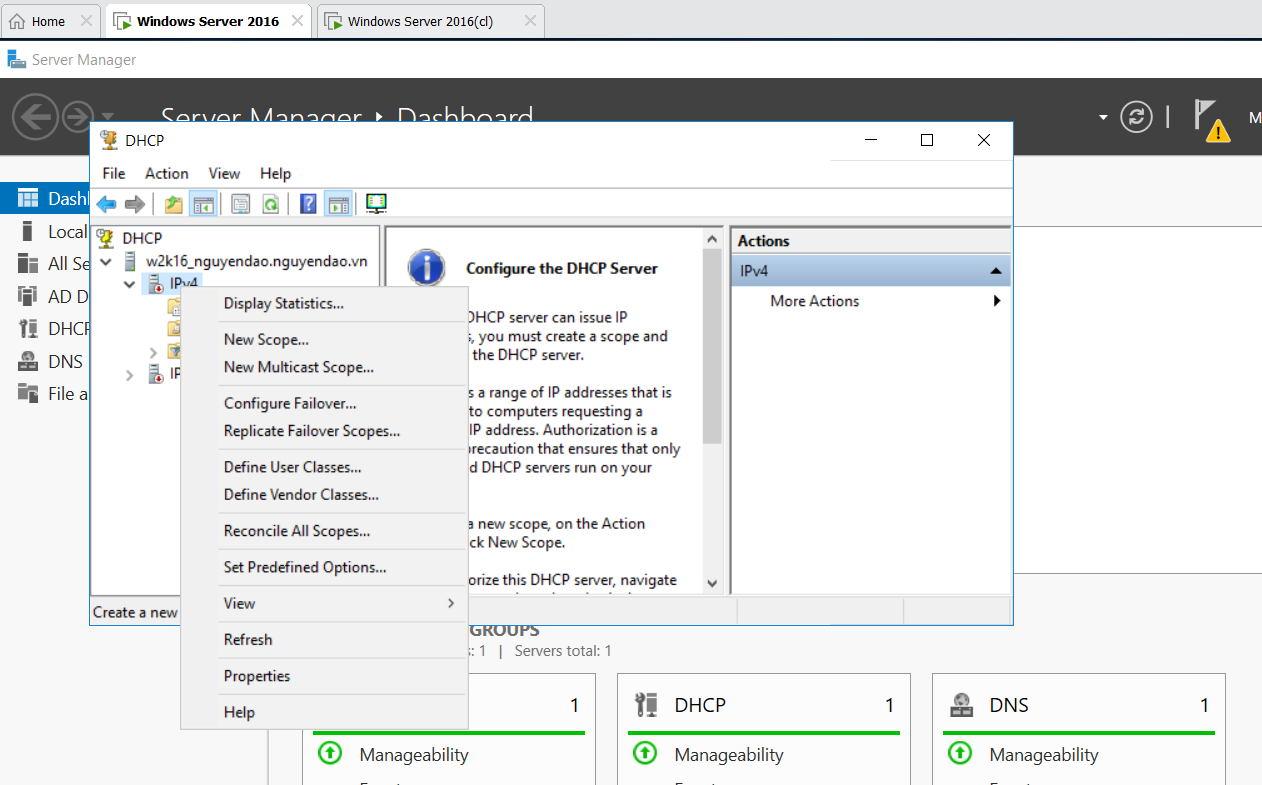 Home
Windows Server 2016
Windows Server 2016(cl)
Server Manager
Server Manager Dashboard
DHCP
File Action View Help
Dashl
Local
All Se
AD D
DHCP
DNS
File a
DHCP
w2k16_nguyendao.nguyendao.vn
IPv4
IP
Display Statistics...
New Scope...
New Multicast Scope...
Configure Failover...
Replicate Failover Scopes...
Define User Classes...
Define Vendor Classes...
Reconcile All Scopes...
Set Predefined Options...
View
Refresh
Properties
Help
Configure the DHCP Server
DHCP server can issue IP
s, you must create a scope and
the DHCP server.
s a range of IP addresses that is
to computers requesting a
IP address. Authorization is a
recaution that ensures that only
d DHCP servers run on your
a new scope, on the Action
ck New Scope.
orize this DHCP server, navigate
Actions
IPv4
More Actions
Create a new
M
GROUPS
s: 1 | Servers total: 1
1
Manageability
DHCP 1
Manageability
DNS 1
Manageability